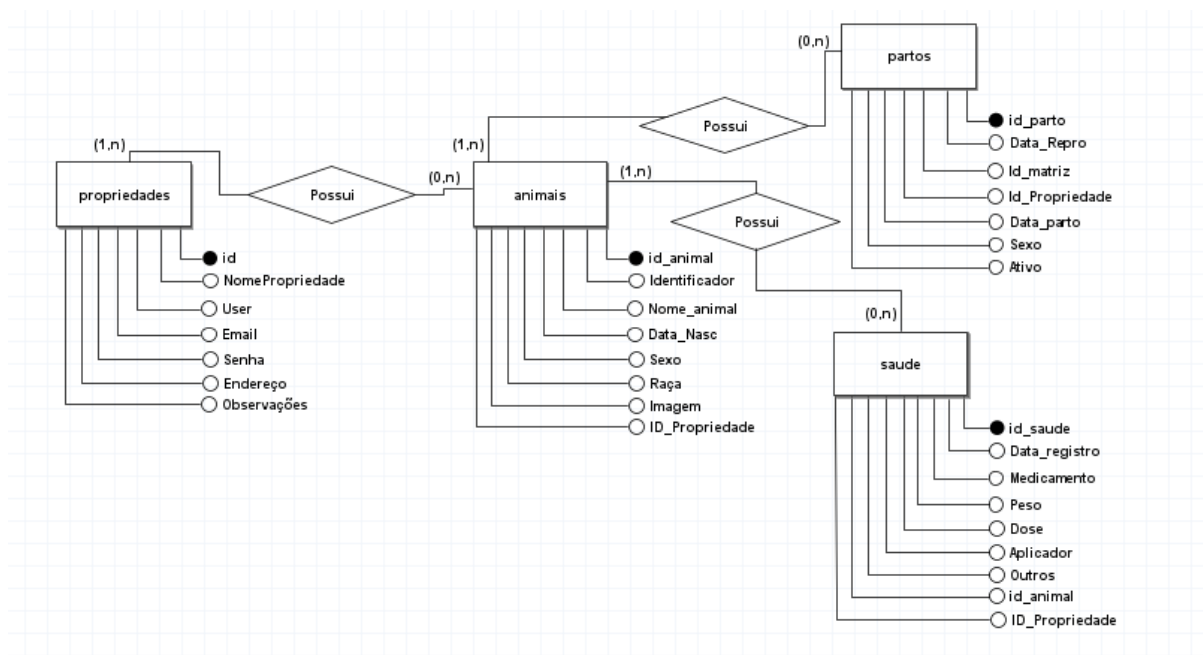 (0,n)
partos
Possui
id_parto
Data_Repro
Id_matriz
Id_Propriedade
Data_parto
Sexo
Ativo
(1,n)
propriedades
Possui
(0,n)
(1,n)
animais
(1,n)
Possui
id
NomePropriedade
User
Email
Senha
Endereço
Observações
id_animal
Identificador
Nome_animal
Data_Nasc
Sexo
Raça
Imagem
ID_Propriedade
(0,n)
saude
id_saude
Data_registro
Medicamento
Peso
Dose
Aplicador
Outros
id_animal
ID_Propriedade